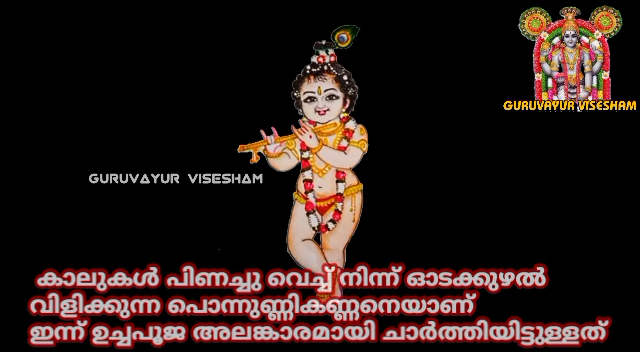 GURUVAYUR VISESHAM
GURUVAYUR VISESHAM
കാലുകൾ പിണച്ചു വെച്ച് നിന്ന് ഓടക്കുഴൽ
വിളിക്കുന്ന പൊന്നുണ്ണികണ്ണനെയാണ്
ഇന്ന് ഉച്ചപൂജ അലങ്കാരമായി ചാർത്തിയിട്ടുള്ളത്